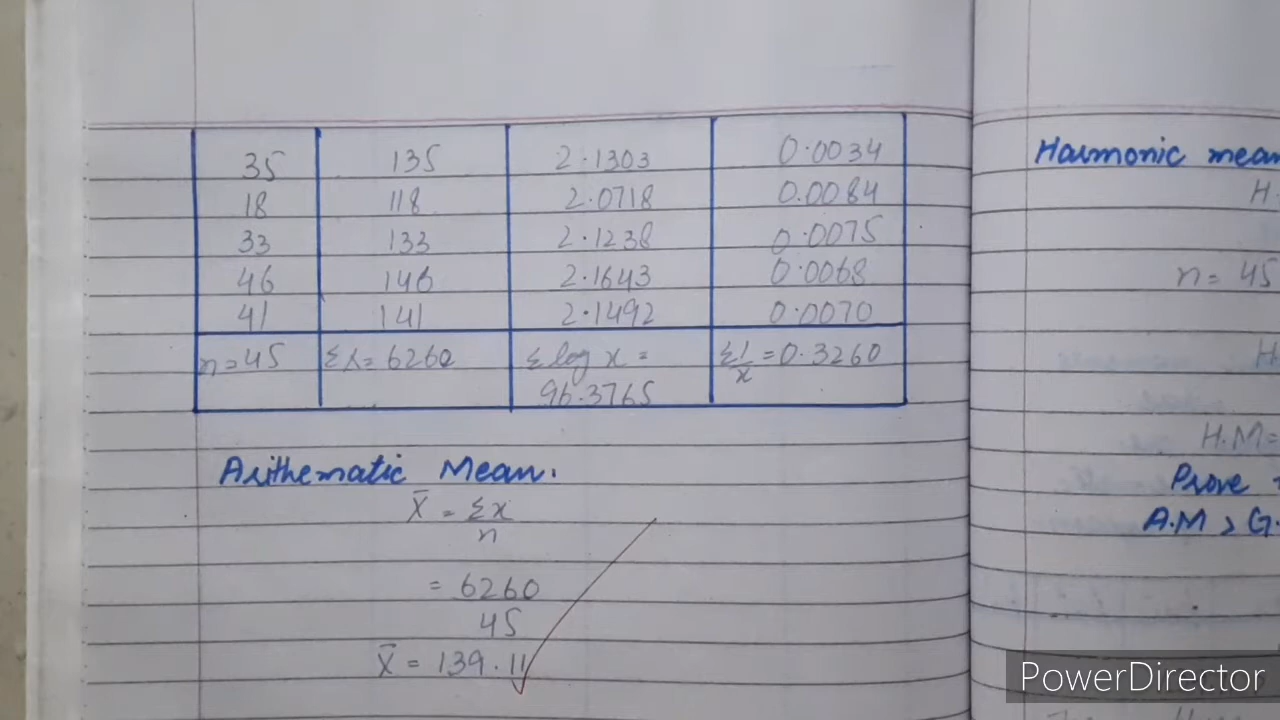 35 135 2.1303 0.0034
18 118 2.0718 0.0084
33 133 2.1238 0.0075
46 146 2.1643 0.0068
41 141 2.1492 0.0070
n=45 Σx=6260 Σlog x= Σ1/x=0.3260
96.3765
Arithematic Mean.
X̄ = Σx
n
= 6260
45
X̄ = 139.11
Harmonic mean
H.
n= 45
H.M=
Prove
A.M > G.
PowerDirector